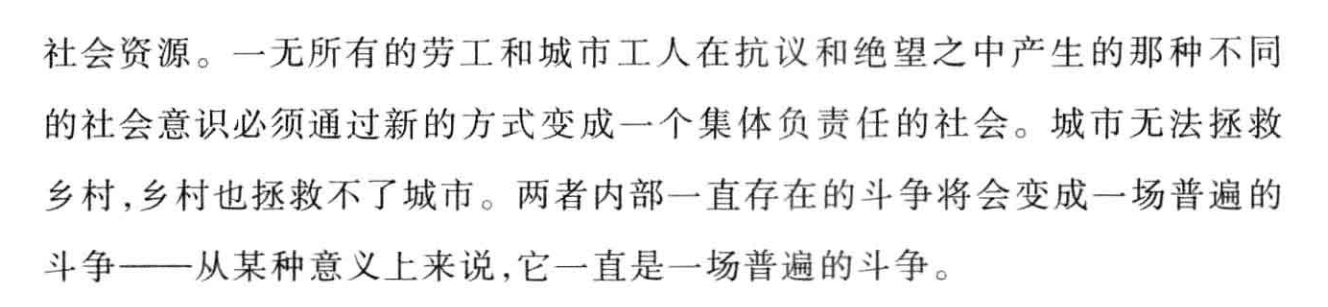 社会资源。一无所有的劳工和城市工人在抗议和绝望之中产生的那种不同
的社会意识必须通过新的方式变成一个集体负责任的社会。城市无法拯救
乡村,乡村也拯救不了城市。两者内部一直存在的斗争将会变成一场普遍的
斗争——从某种意义上来说,它一直是一场普遍的斗争。